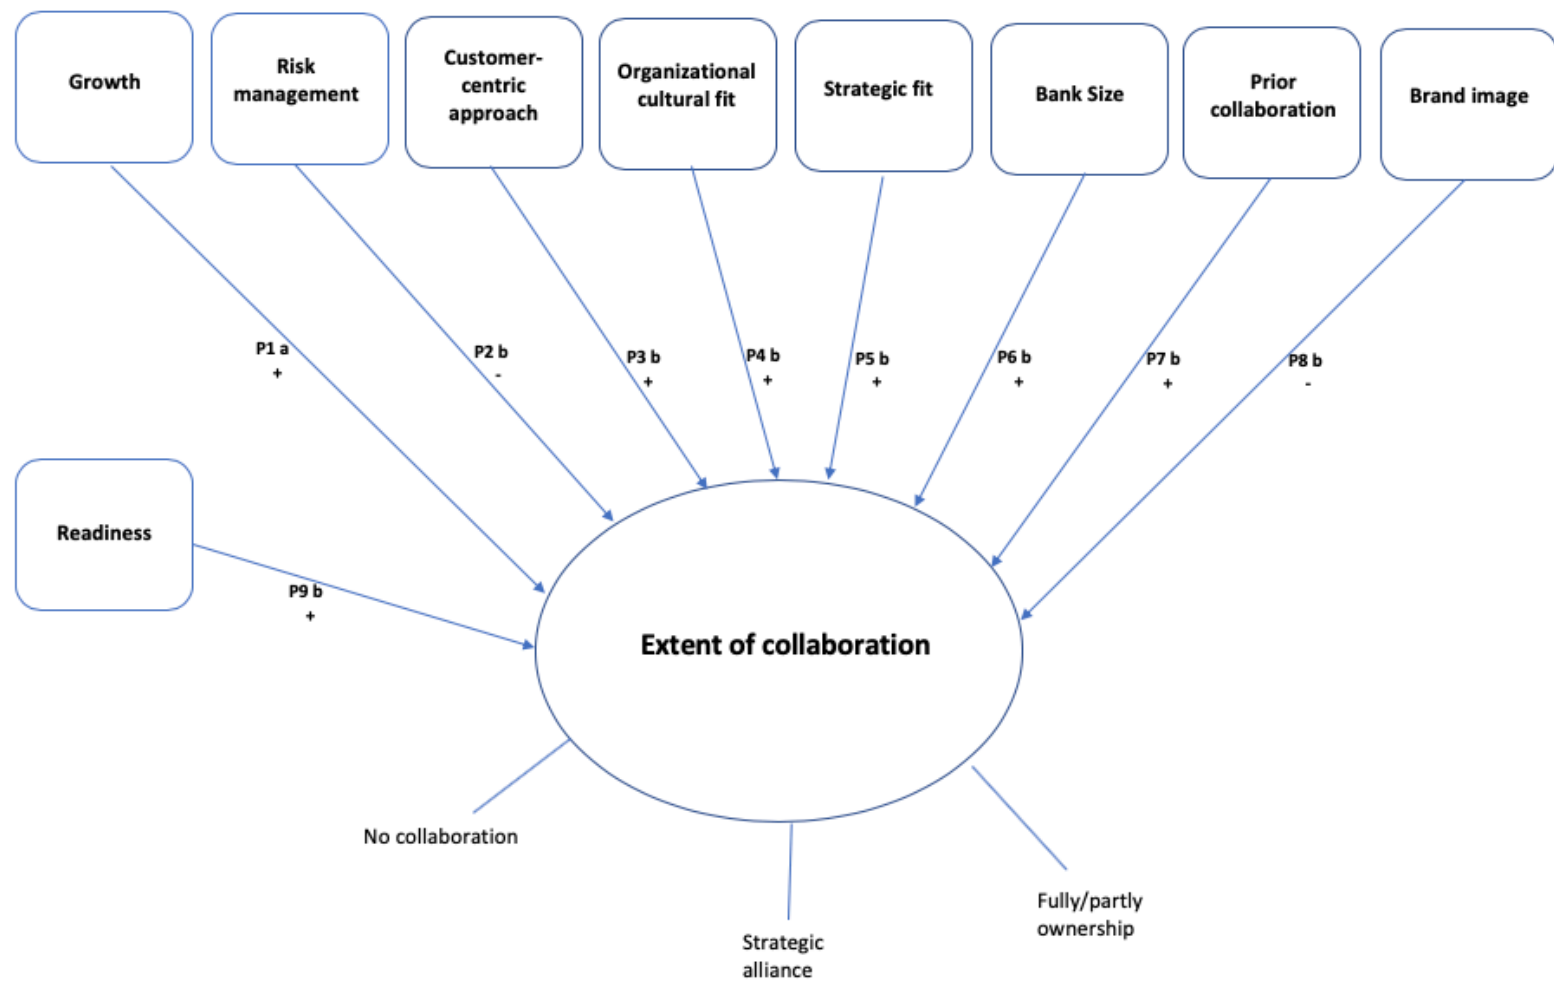 Growth
Risk
management
Customer-
centric
approach
Organizational
cultural fit
Strategic fit
Bank Size
Prior
collaboration
Brand image
P1 a
+
P2 b
-
P3 b
+
P4 b
+
P5 b
+
P6 b
+
P7 b
+
P8 b
-
Readiness
P9 b
+
Extent of collaboration
No collaboration
Strategic
alliance
Fully/partly
ownership